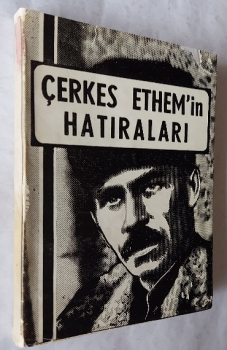 ÇERKES ETHEM'in
HATIRALARI